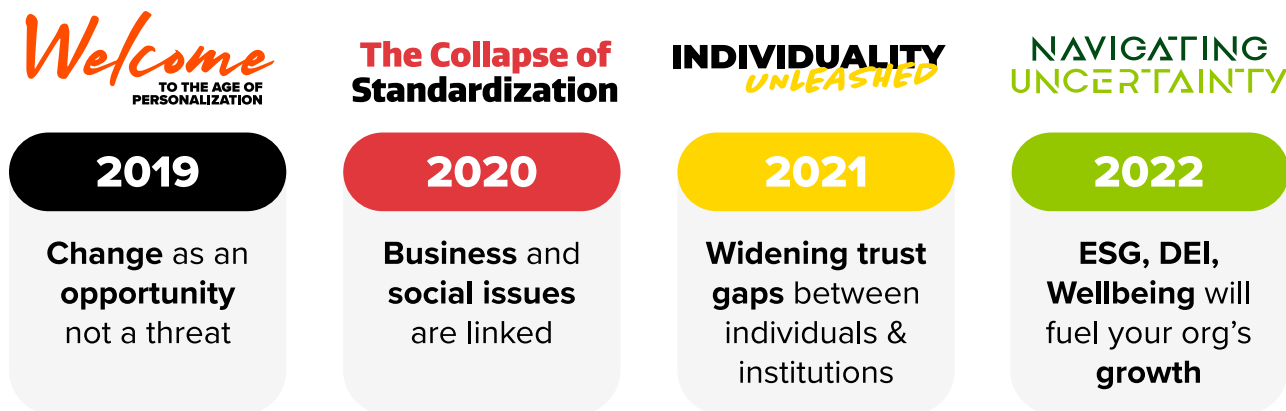 Welcome
TO THE AGE OF
PERSONALIZATION
2019
Change as an
opportunity
not a threat
The Collapse of
Standardization
2020
Business and
social issues
are linked
INDIVIDUALITY
UNLEASHED
2021
Widening trust
gaps between
individuals &
institutions
NAVIGATING
UNCERTAINTY
2022
ESG, DEI,
Wellbeing will
fuel your org's
growth